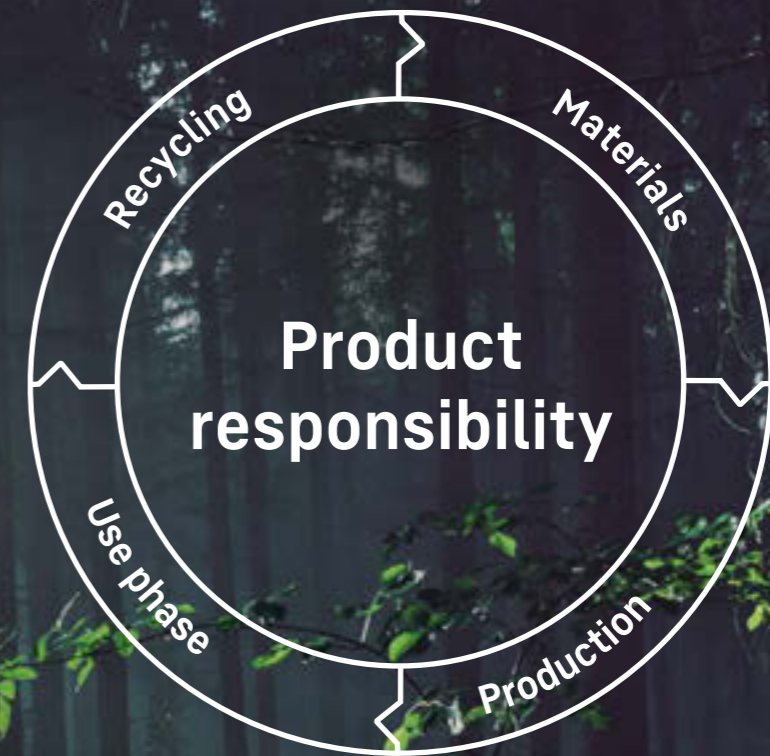 Product
responsibility
Materials
Production
Use phase
Recycling